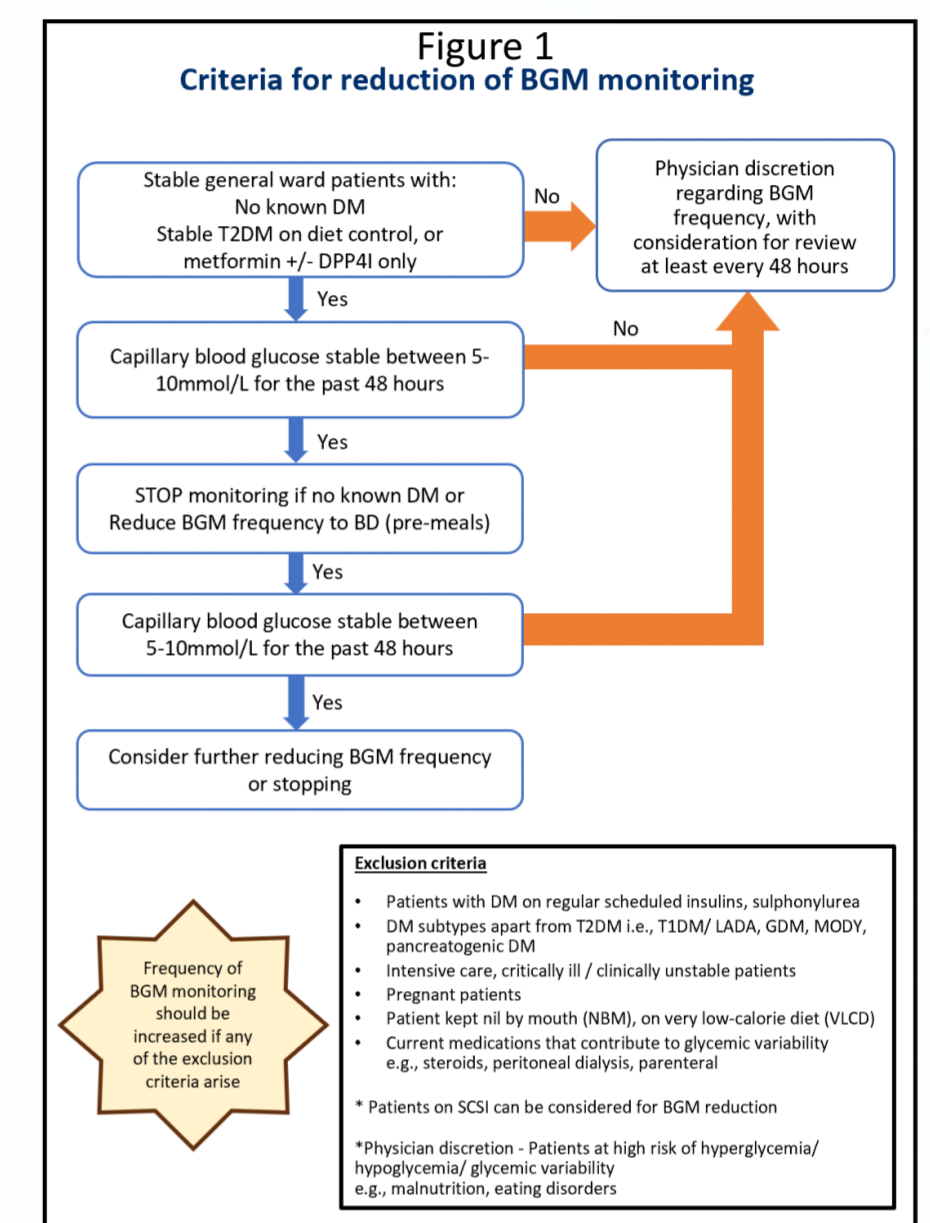 Figure 1
Criteria for reduction of BGM monitoring
Stable general ward patients with:
No known DM
Stable T2DM on diet control, or
metformin +/- DPP4I only
No
Physician discretion
regarding BGM
frequency, with
consideration for review
at least every 48 hours
Yes
Capillary blood glucose stable between 5-
10mmol/L for the past 48 hours
No
Yes
STOP monitoring if no known DM or
Reduce BGM frequency to BD (pre-meals)
Yes
Capillary blood glucose stable between
5-10mmol/L for the past 48 hours
Yes
Consider further reducing BGM frequency
or stopping
Frequency of
BGM monitoring
should be
increased if any
of the exclusion
criteria arise
Exclusion criteria
• Patients with DM on regular scheduled insulins, sulphonylurea
• DM subtypes apart from T2DM i.e., T1DM/ LADA, GDM, MODY,
pancreatogenic DM
• Intensive care, critically ill / clinically unstable patients
• Pregnant patients
• Patient kept nil by mouth (NBM), on very low-calorie diet (VLCD)
• Current medications that contribute to glycemic variability
e.g., steroids, peritoneal dialysis, parenteral
* Patients on SCSI can be considered for BGM reduction
*Physician discretion - Patients at high risk of hyperglycemia/
hypoglycemia/ glycemic variability
e.g., malnutrition, eating disorders